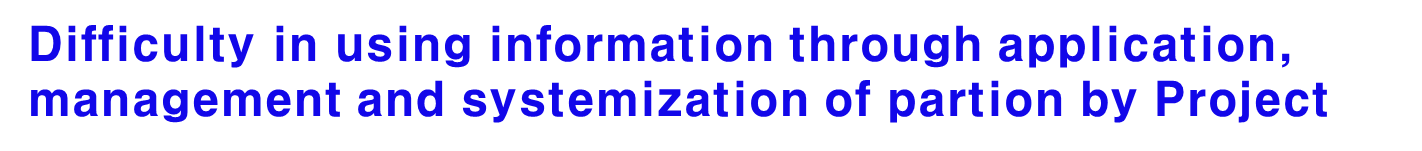 Difficulty in using information through application,
management and systemization of partion by Project